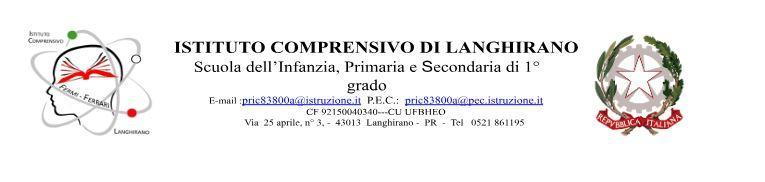 ISTITUTO COMPRENSIVO
FERMI - FERRARI
LANGHIRANO
ISTITUTO COMPRENSIVO DI LANGHIRANO
Scuola dell'Infanzia, Primaria e Secondaria di 1°
grado
E-mail :pric83800a@istruzione.it P.E.C.: pric83800a@pec.istruzione.it
CF 92150040340---CU UFBHEO
Via 25 aprile, n° 3, - 43013 Langhirano - PR - Tel 0521 861195
REPVBBLICA ITALIANA